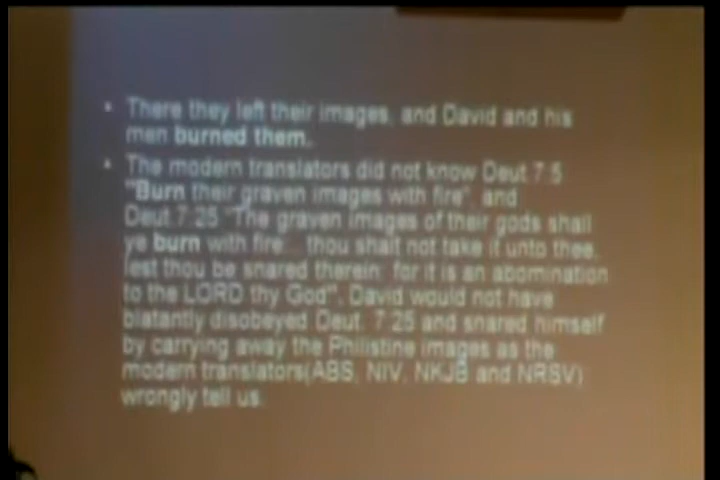 • There they left their images, and David and his
men burned them.
• The modern translators did not know Deut.7:5
"Burn their graven images with fire", and
Deut.7:25 "The graven images of their gods shall
ye burn with fire... thou shalt not take it unto thee,
lest thou be snared therein: for it is an abomination
to the LORD thy God". David would not have
blatantly disobeyed Deut. 7:25 and snared himself
by carrying away the Philistine images as the
modern translators(ABS, NIV, NKJB and NRSV)
wrongly tell us.